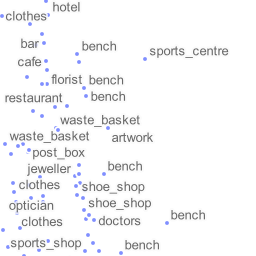 hotel
clothes
bar
bench
sports_centre
cafe
florist
bench
restaurant
bench
waste_basket
waste_basket
artwork
post_box
jeweller
bench
clothes
shoe_shop
optician
shoe_shop
clothes
doctors
bench
sports_shop
bench